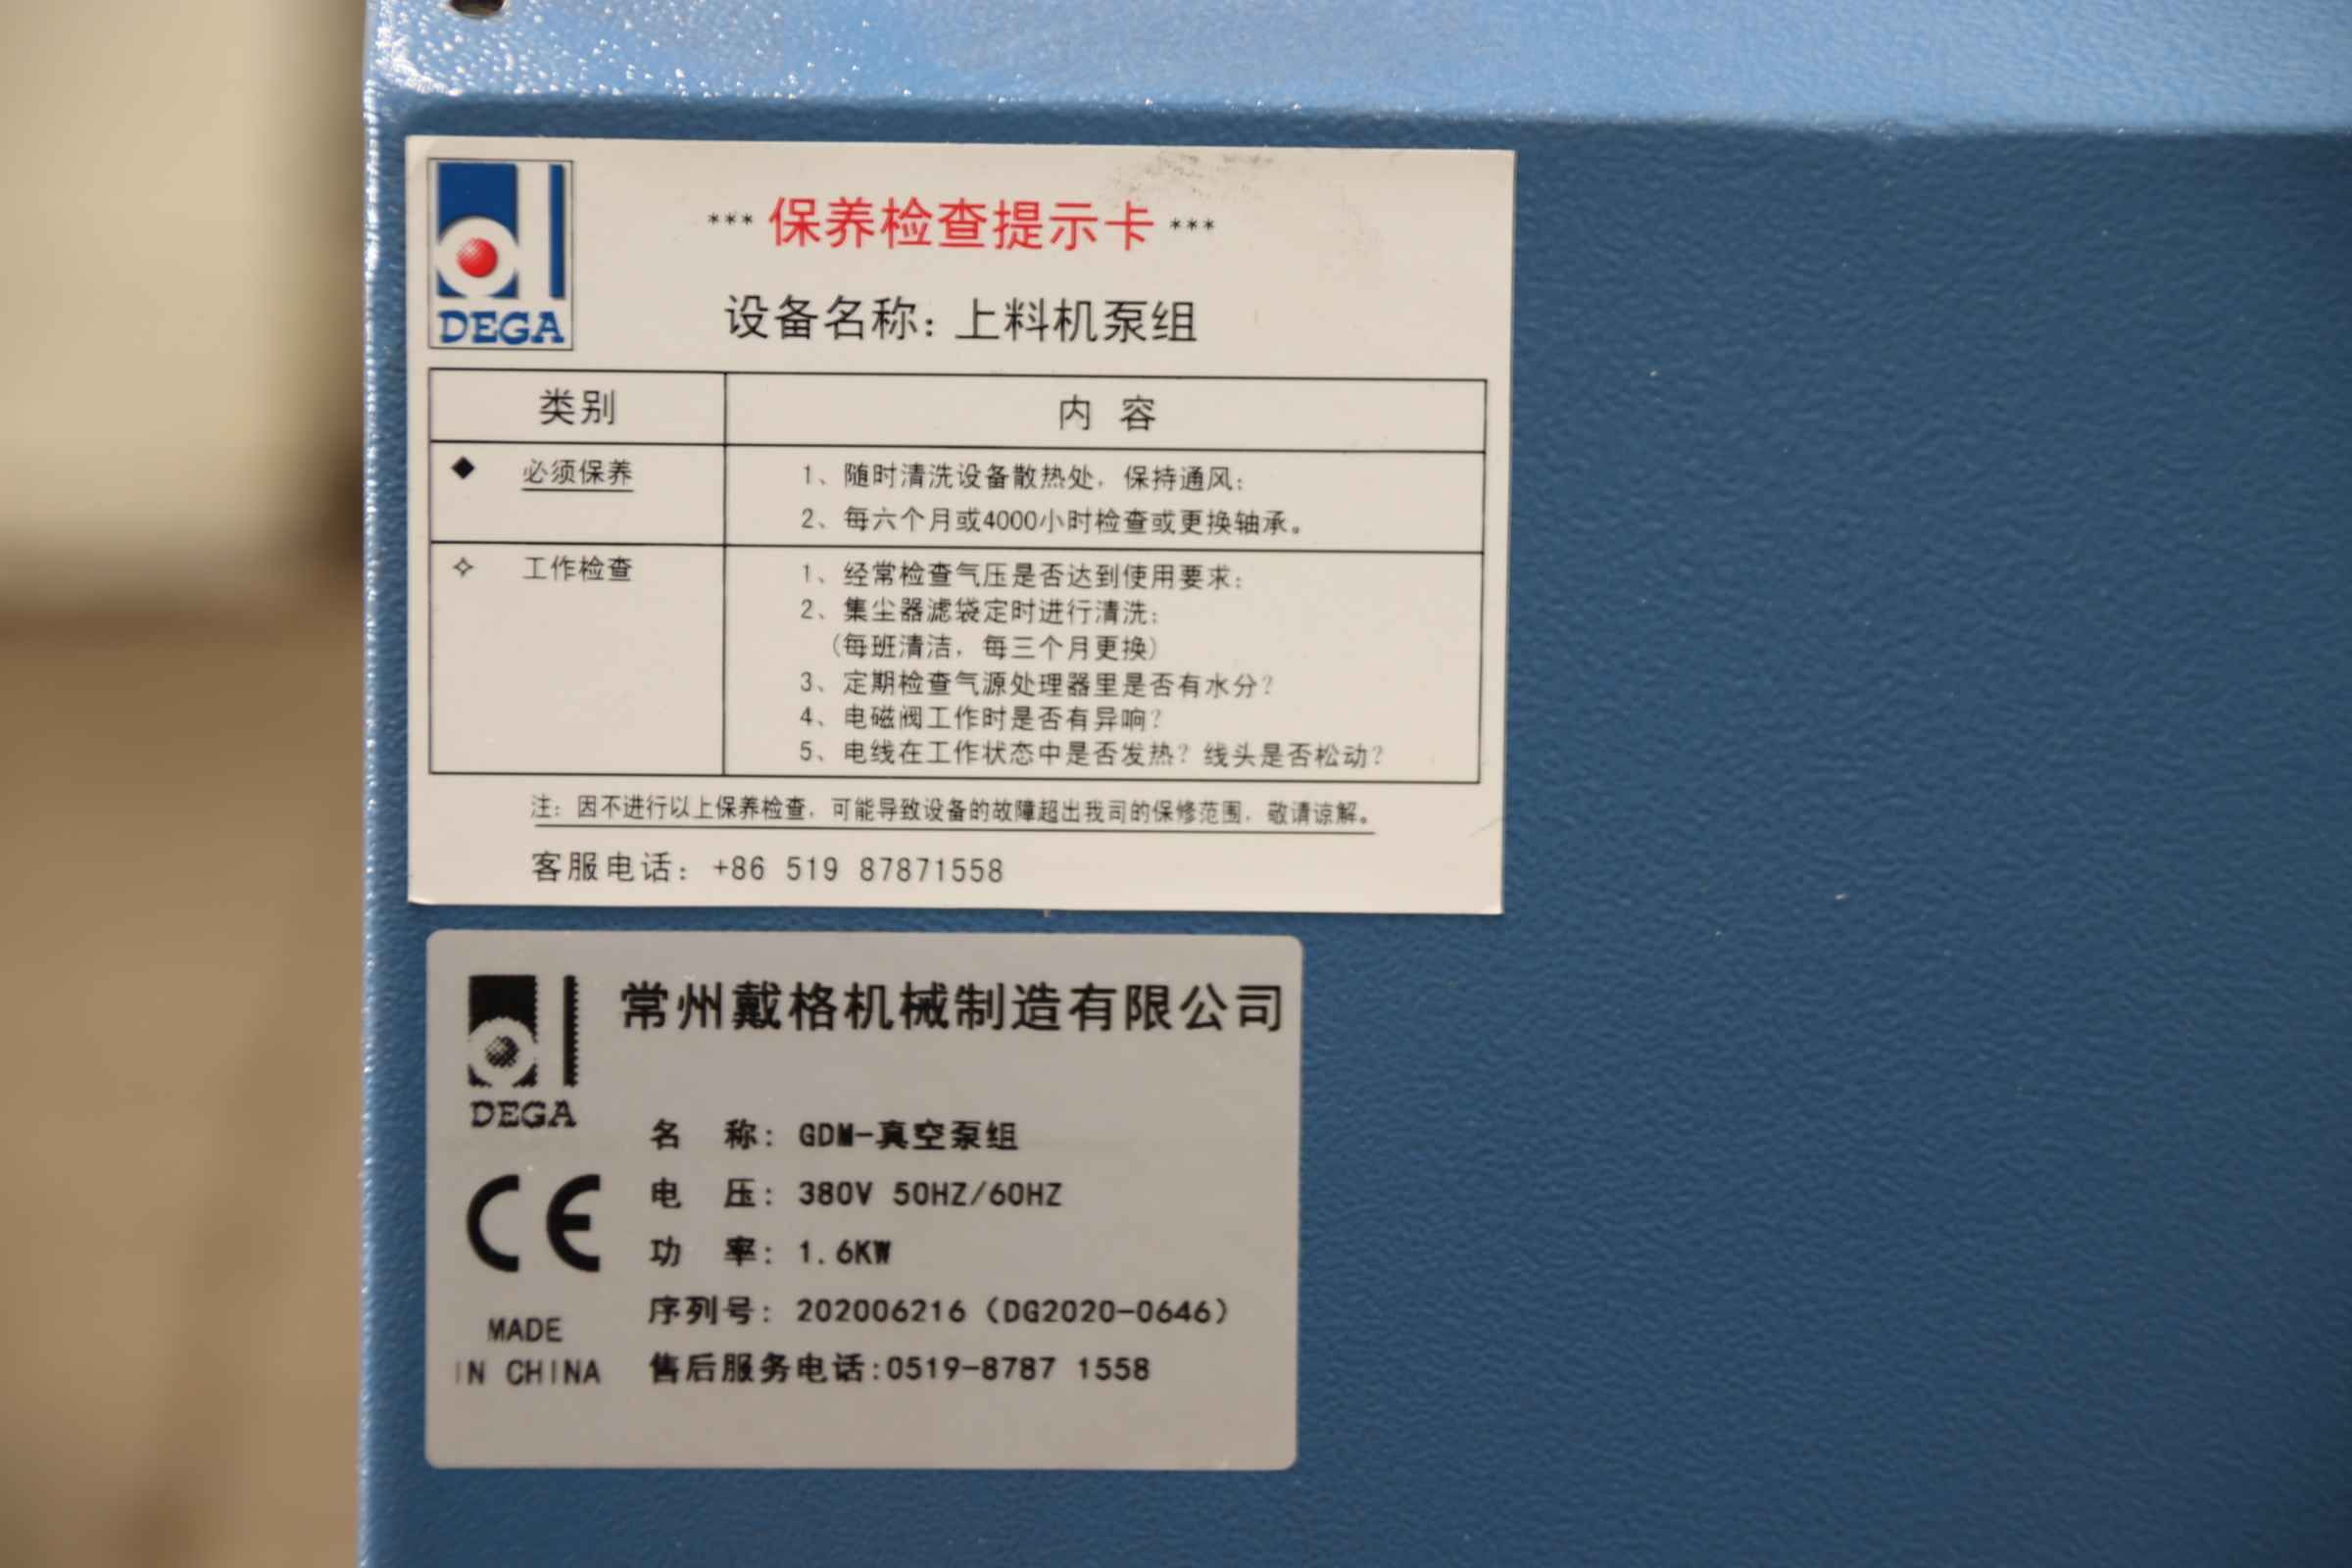 DEGA
*** 保养检查提示卡 ***
设备名称: 上料机泵组
类别 内 容
◆ 必须保养
1、随时清洗设备散热处, 保持通风;
2、每六个月或4000小时检查或更换轴承。
✧ 工作检查
1、经常检查气压是否达到使用要求;
2、集尘器滤袋定时进行清洗;
(每班清洁, 每三个月更换)
3、定期检查气源处理器里是否有水分?
4、电磁阀工作时是否有异响?
5、电线在工作状态中是否发热? 线头是否松动?
注: 因不进行以上保养检查, 可能导致设备的故障超出我司的保修范围, 敬请谅解。
客服电话: +86 519 87871558
常州戴格机械制造有限公司
DEGA
名 称: GDM-真空泵组
电 压: 380V 50HZ/60HZ
功 率: 1.6KW
序列号: 202006216 (DG2020-0646)
售后服务电话:0519-8787 1558
CE
MADE
IN CHINA